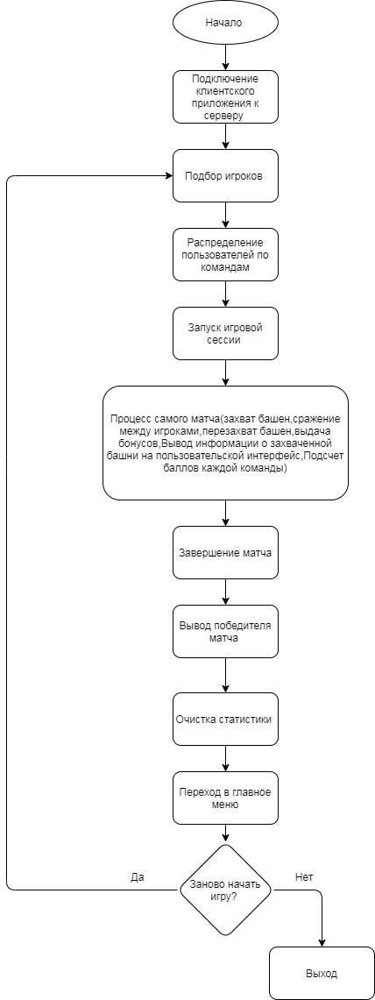 Начало
Подключение
клиентского
приложения к
серверу
Подбор игроков
Распределение
пользователей по
командам
Запуск игровой
сессии
Процесс самого матча(захват башен,сражение
между игроками,перезахват башен,выдача
бонусов,Вывод информации о захваченной
башни на пользовательской интерфейс,Подсчет
баллов каждой команды)
Завершение матча
Вывод победителя
матча
Очистка статистики
Переход в главное
меню
Заново начать
игру?
Да
Нет
Выход